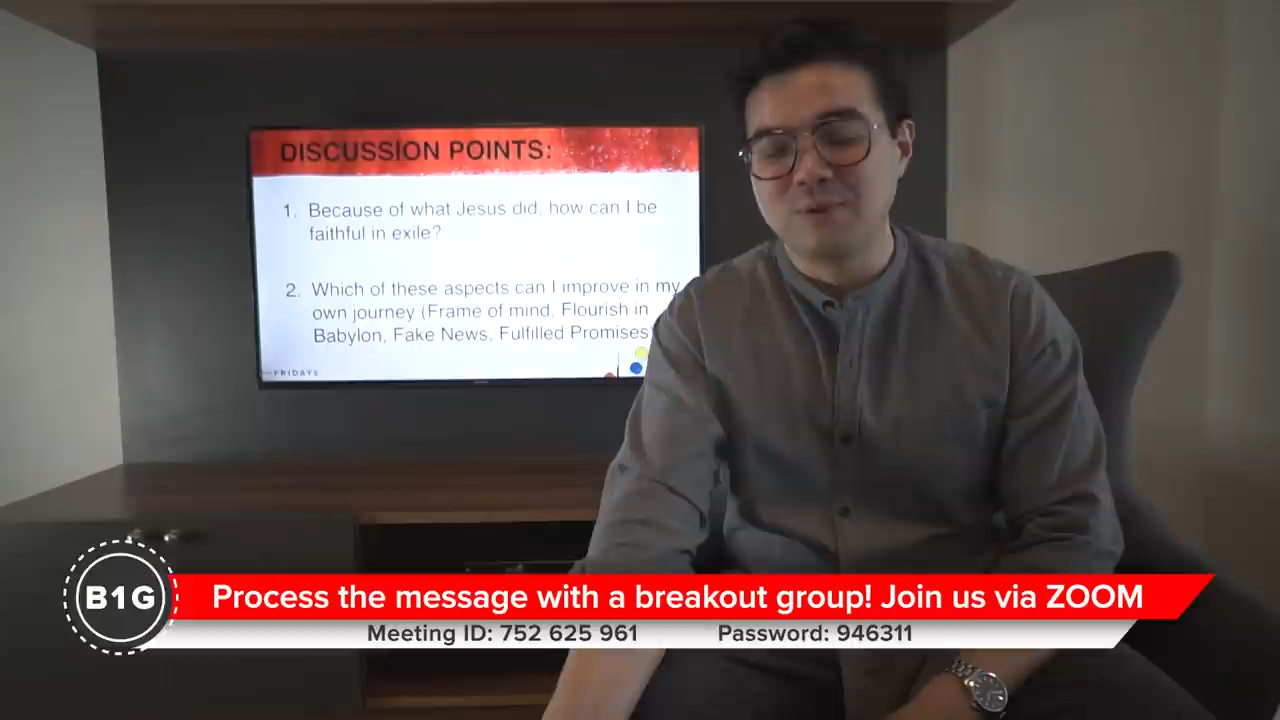 DISCUSSION POINTS:
1. Because of what Jesus did, how can I be
faithful in exile?
2. Which of these aspects can I improve in my
own journey (Frame of mind, Flourish in
Babylon, Fake News, Fulfilled Promises
FRIDAYS
B1G
Process the message with a breakout group! Join us via ZOOM
Meeting ID: 752 625 961 Password: 946311